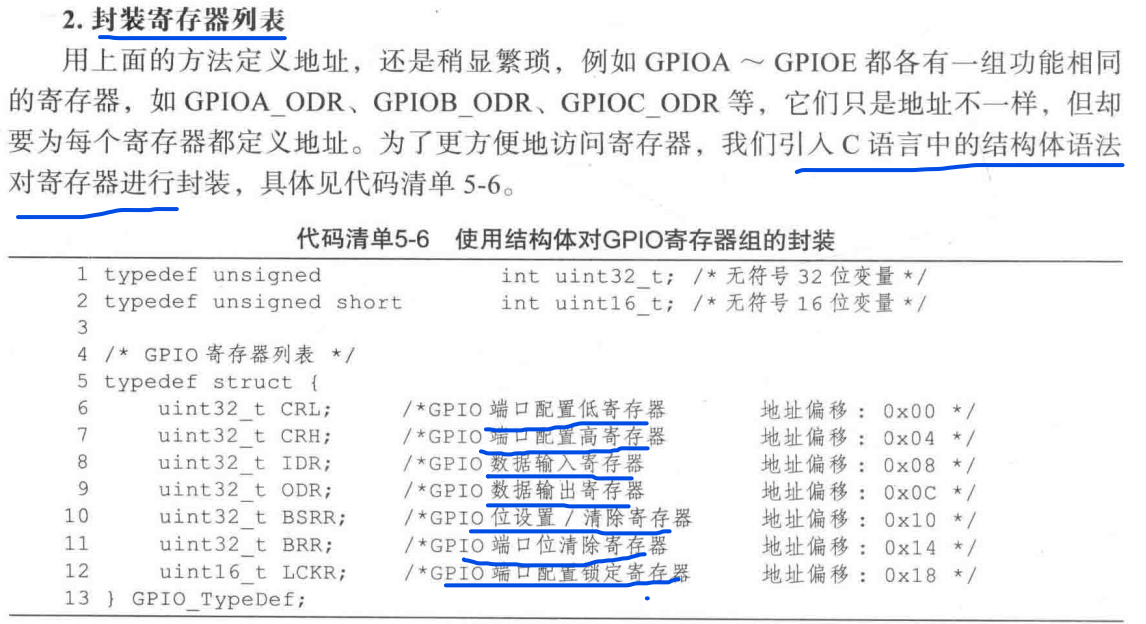 2. 封装寄存器列表
用上面的方法定义地址，还是稍显繁琐，例如 GPIOA ～ GPIOE 都各有一组功能相同
的寄存器，如 GPIOA_ODR、GPIOB_ODR、GPIOC_ODR 等，它们只是地址不一样，但却
要为每个寄存器都定义地址。为了更方便地访问寄存器，我们引入 C 语言中的结构体语法
对寄存器进行封装，具体见代码清单 5-6。
代码清单5-6 使用结构体对GPIO寄存器组的封装
1 typedef unsigned int uint32_t; /* 无符号 32 位变量 */
2 typedef unsigned short int uint16_t; /* 无符号 16 位变量 */
3
4 /* GPIO 寄存器列表 */
5 typedef struct {
6 uint32_t CRL; /*GPIO 端口配置低寄存器 地址偏移: 0x00 */
7 uint32_t CRH; /*GPIO 端口配置高寄存器 地址偏移: 0x04 */
8 uint32_t IDR; /*GPIO 数据输入寄存器 地址偏移: 0x08 */
9 uint32_t ODR; /*GPIO 数据输出寄存器 地址偏移: 0x0C */
10 uint32_t BSRR; /*GPIO 位设置 / 清除寄存器 地址偏移: 0x10 */
11 uint32_t BRR; /*GPIO 端口位清除寄存器 地址偏移: 0x14 */
12 uint16_t LCKR; /*GPIO 端口配置锁定寄存器 地址偏移: 0x18 */
13 } GPIO_TypeDef;